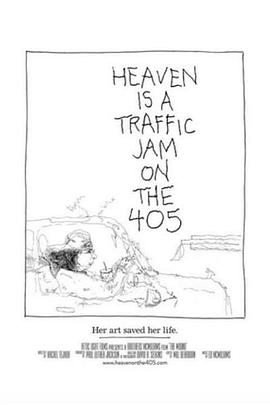 HEAVEN
IS A
TRAFFIC
JAM
ON
THE
405
Her art saved her life.
www.heavenonthe405.com